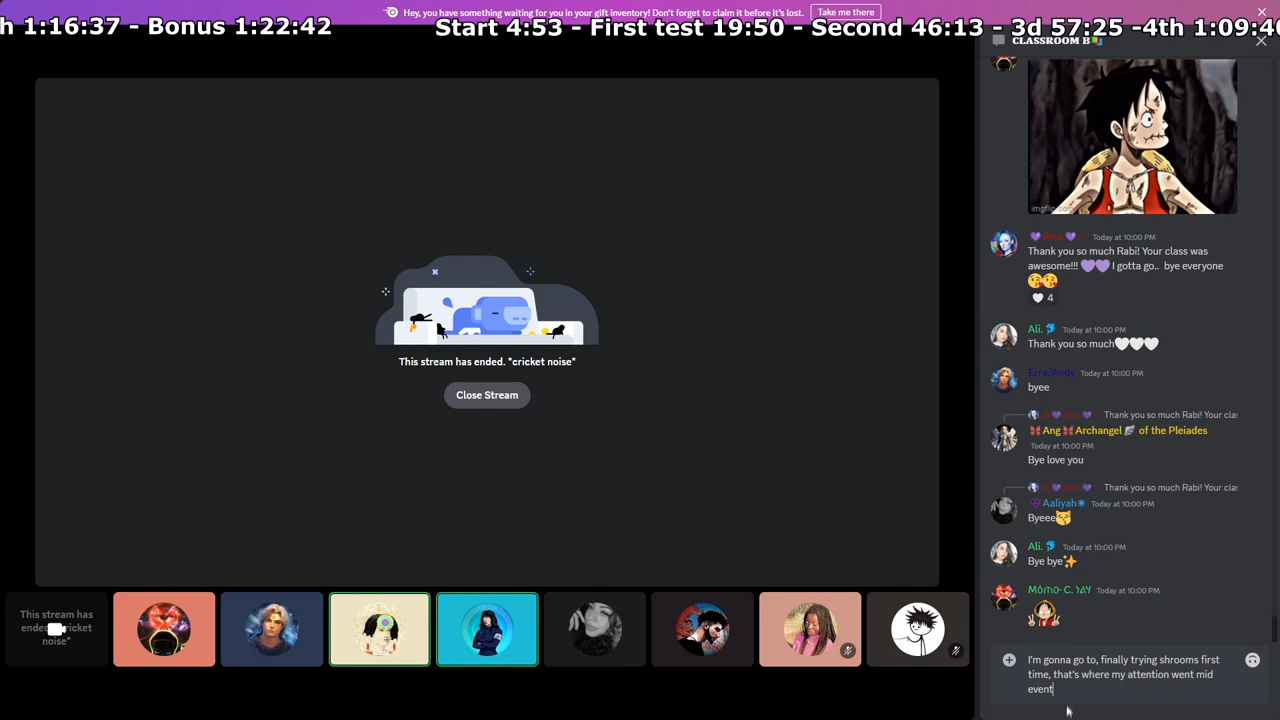 Hey, you have something waiting for you in your gift inventory! Don't forget to claim it before it's lost.
Take me there
h 1:16:37 - Bonus 1:22:42
Start 4:53 - First test 19:50 - Second 46:13 - 3d 57:25 -4th 1:09:40
CLASSROOM B
imgflip.com
Today at 10:00 PM
Thank you so much Rabi! Your class was
awesome!!! 💜💜 I gotta go.. bye everyone
😘😘
🤍 4
Ali. Today at 10:00 PM
Thank you so much🤍🤍🤍
Erra/Andy Today at 10:00 PM
byee
Thank you so much Rabi! Your clas
Ang Archangel of the Pleiades
Today at 10:00 PM
Bye love you
Thank you so much Rabi! Your clas
Aaliyah Today at 10:00 PM
Byeee😽
Ali. Today at 10:00 PM
Bye bye✨
Today at 10:00 PM
This stream has ended. *cricket noise*
Close Stream
This stream has
ended. *cricket
noise*
I'm gonna go to, finally trying shrooms first
time, that's where my attention went mid
event